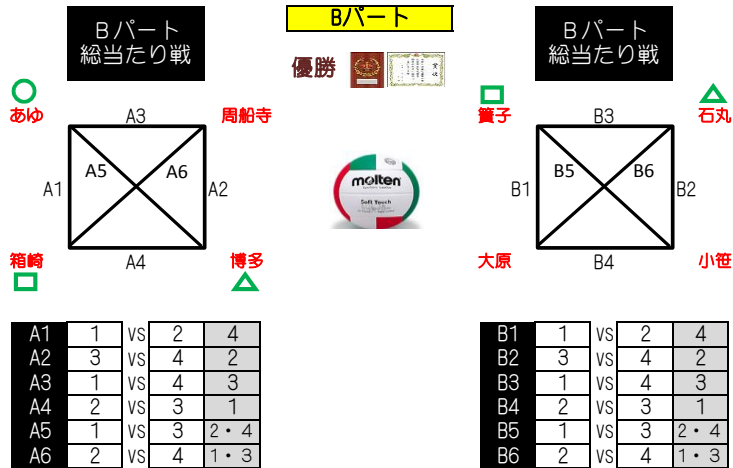 Bパート
Bパート
総当たり戦
Bパート
総当たり戦
優勝
あゆ
A3
周船寺
簀子
B3
石丸
A5
A6
B5
B6
A1
A2
B1
B2
molten
Soft Touch
箱崎
A4
博多
大原
B4
小笹
A1 1 VS 2 4
A2 3 VS 4 2
A3 1 VS 4 3
A4 2 VS 3 1
A5 1 VS 3 2・4
A6 2 VS 4 1・3
B1 1 VS 2 4
B2 3 VS 4 2
B3 1 VS 4 3
B4 2 VS 3 1
B5 1 VS 3 2・4
B6 2 VS 4 1・3